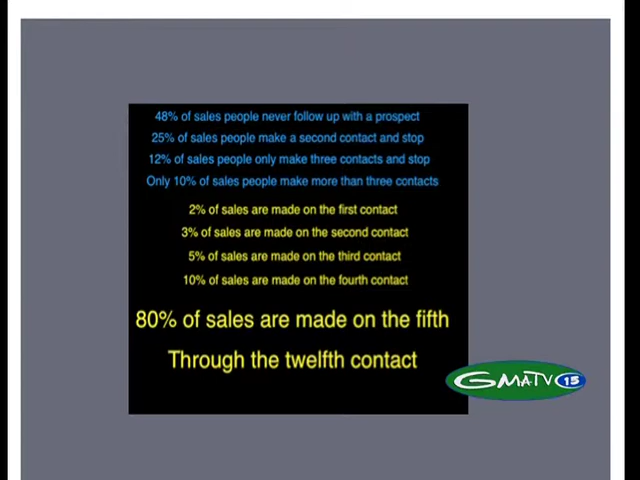 48% of sales people never follow up with a prospect
25% of sales people make a second contact and stop
12% of sales people only make three contacts and stop
Only 10% of sales people make more than three contacts
2% of sales are made on the first contact
3% of sales are made on the second contact
5% of sales are made on the third contact
10% of sales are made on the fourth contact
80% of sales are made on the fifth
Through the twelfth contact
GMATV 15